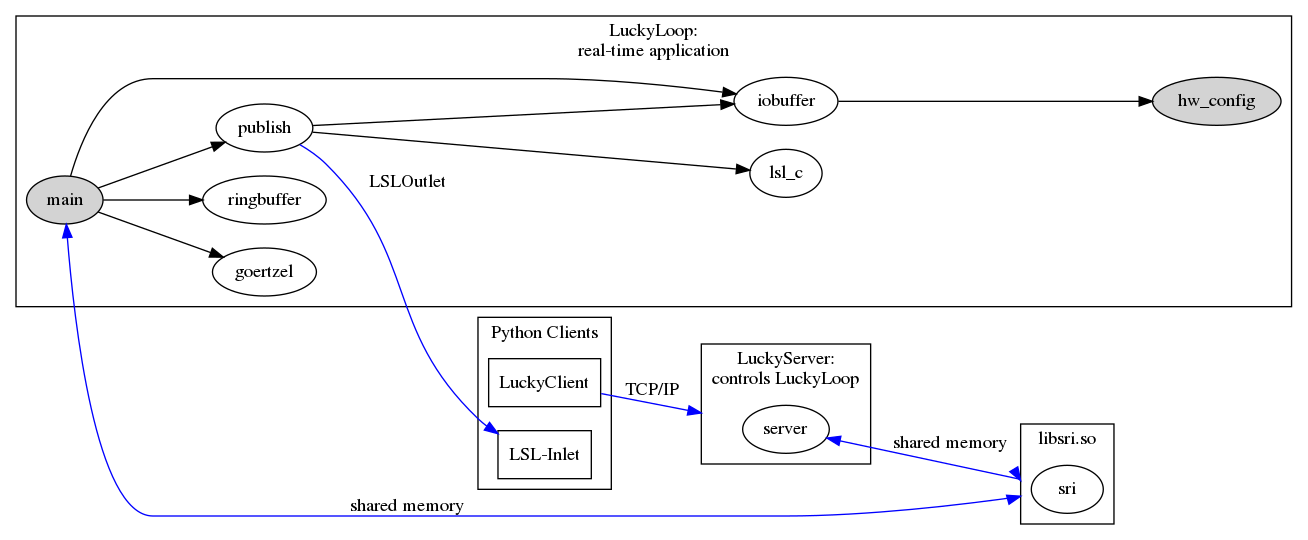 LuckyLoop:
real-time application
iobuffer
hw_config
publish
lsl_c
LSLOutlet
main
ringbuffer
goertzel
Python Clients
LuckyClient
LSL-Inlet
TCP/IP
LuckyServer:
controls LuckyLoop
server
shared memory
libsri.so
sri
shared memory